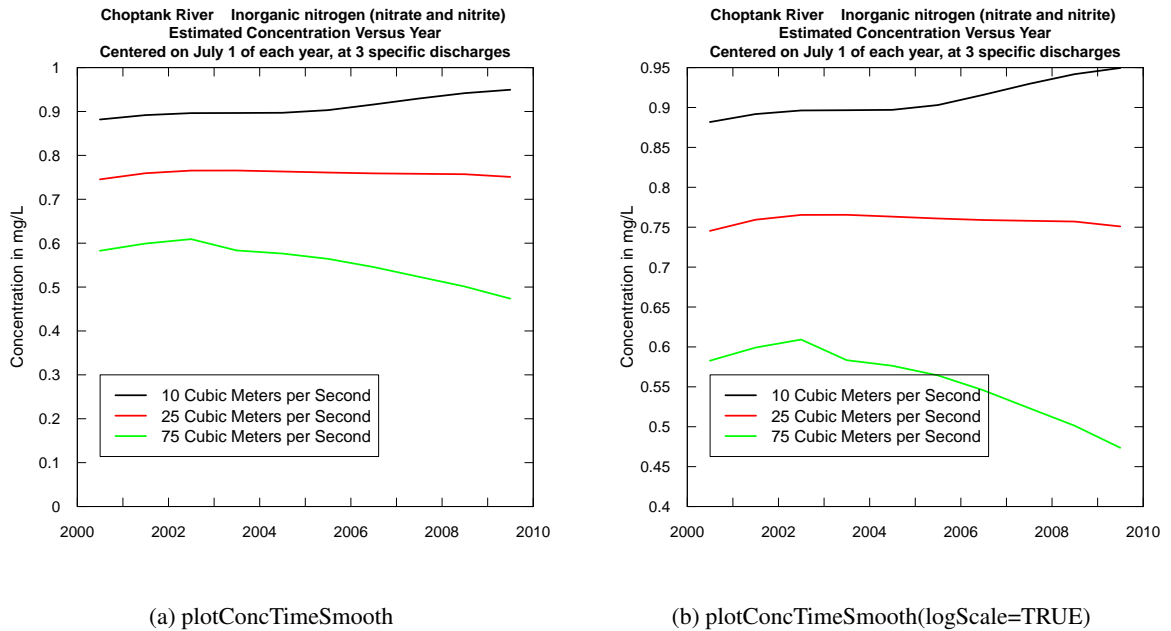 Choptank River Inorganic nitrogen (nitrate and nitrite)
Estimated Concentration Versus Year
Centered on July 1 of each year, at 3 specific discharges
1
0.9
0.8
0.7
0.6
0.5
0.4
0.3
0.2
0.1
0
Concentration in mg/L
10 Cubic Meters per Second
25 Cubic Meters per Second
75 Cubic Meters per Second
2000 2002 2004 2006 2008 2010
(a) plotConcTimeSmooth
Choptank River Inorganic nitrogen (nitrate and nitrite)
Estimated Concentration Versus Year
Centered on July 1 of each year, at 3 specific discharges
0.95
0.9
0.85
0.8
0.75
0.7
0.65
0.6
0.55
0.5
0.45
0.4
Concentration in mg/L
10 Cubic Meters per Second
25 Cubic Meters per Second
75 Cubic Meters per Second
2000 2002 2004 2006 2008 2010
(b) plotConcTimeSmooth(logScale=TRUE)